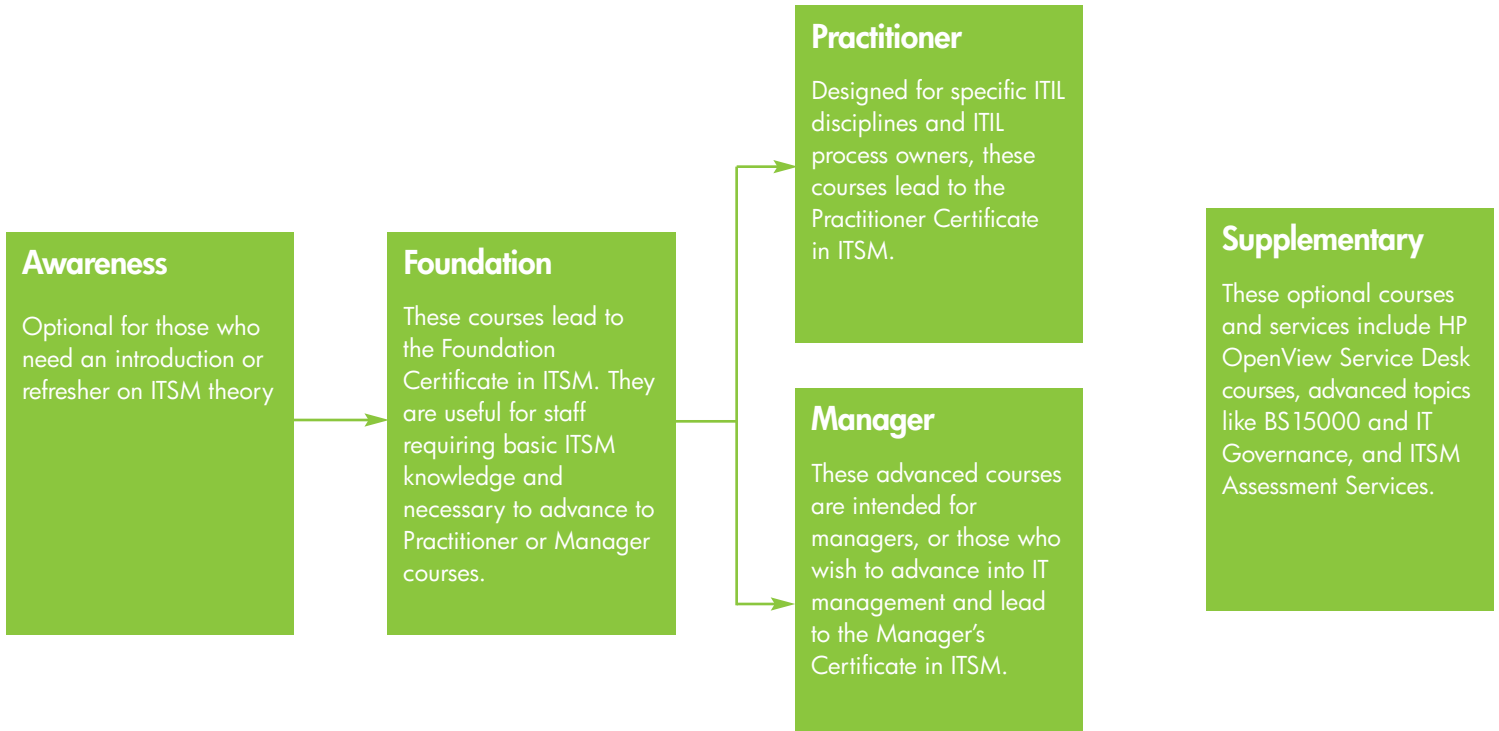 Awareness
Optional for those who
need an introduction or
refresher on ITSM theory
Foundation
These courses lead to
the Foundation
Certificate in ITSM. They
are useful for staff
requiring basic ITSM
knowledge and
necessary to advance to
Practitioner or Manager
courses.
Practitioner
Designed for specific ITIL
disciplines and ITIL
process owners, these
courses lead to the
Practitioner Certificate
in ITSM.
Manager
These advanced courses
are intended for
managers, or those who
wish to advance into IT
management and lead
to the Manager’s
Certificate in ITSM.
Supplementary
These optional courses
and services include HP
OpenView Service Desk
courses, advanced topics
like BS15000 and IT
Governance, and ITSM
Assessment Services.